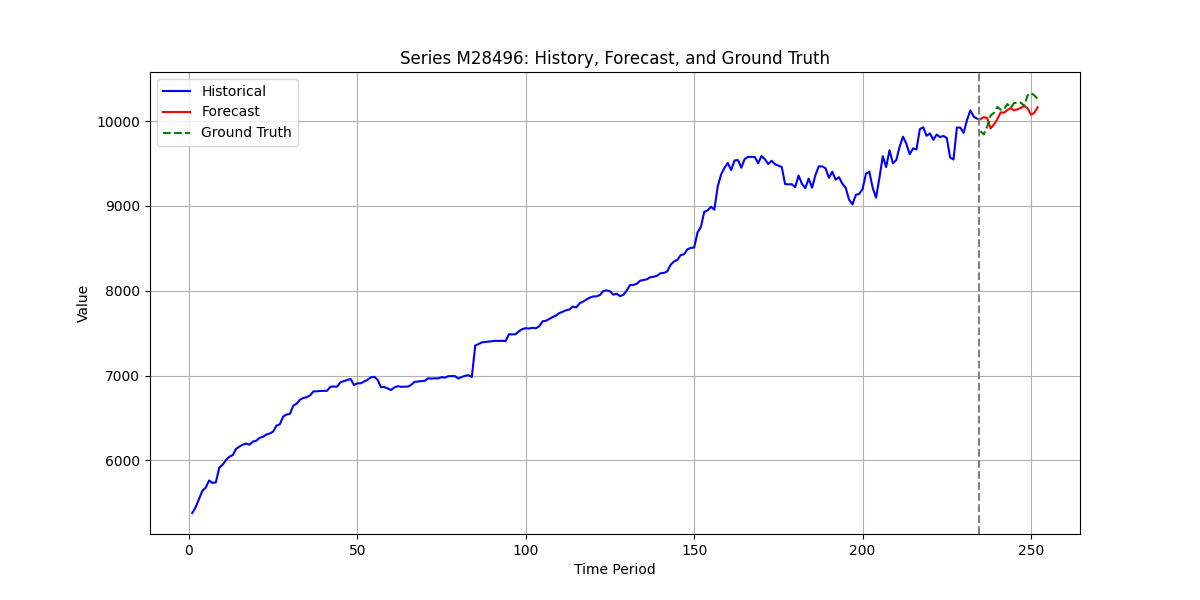 Series M28496: History, Forecast, and Ground Truth
Historical
Forecast
Ground Truth
10000
9000
8000
7000
6000
Value
0
50
100
150
200
250
Time Period